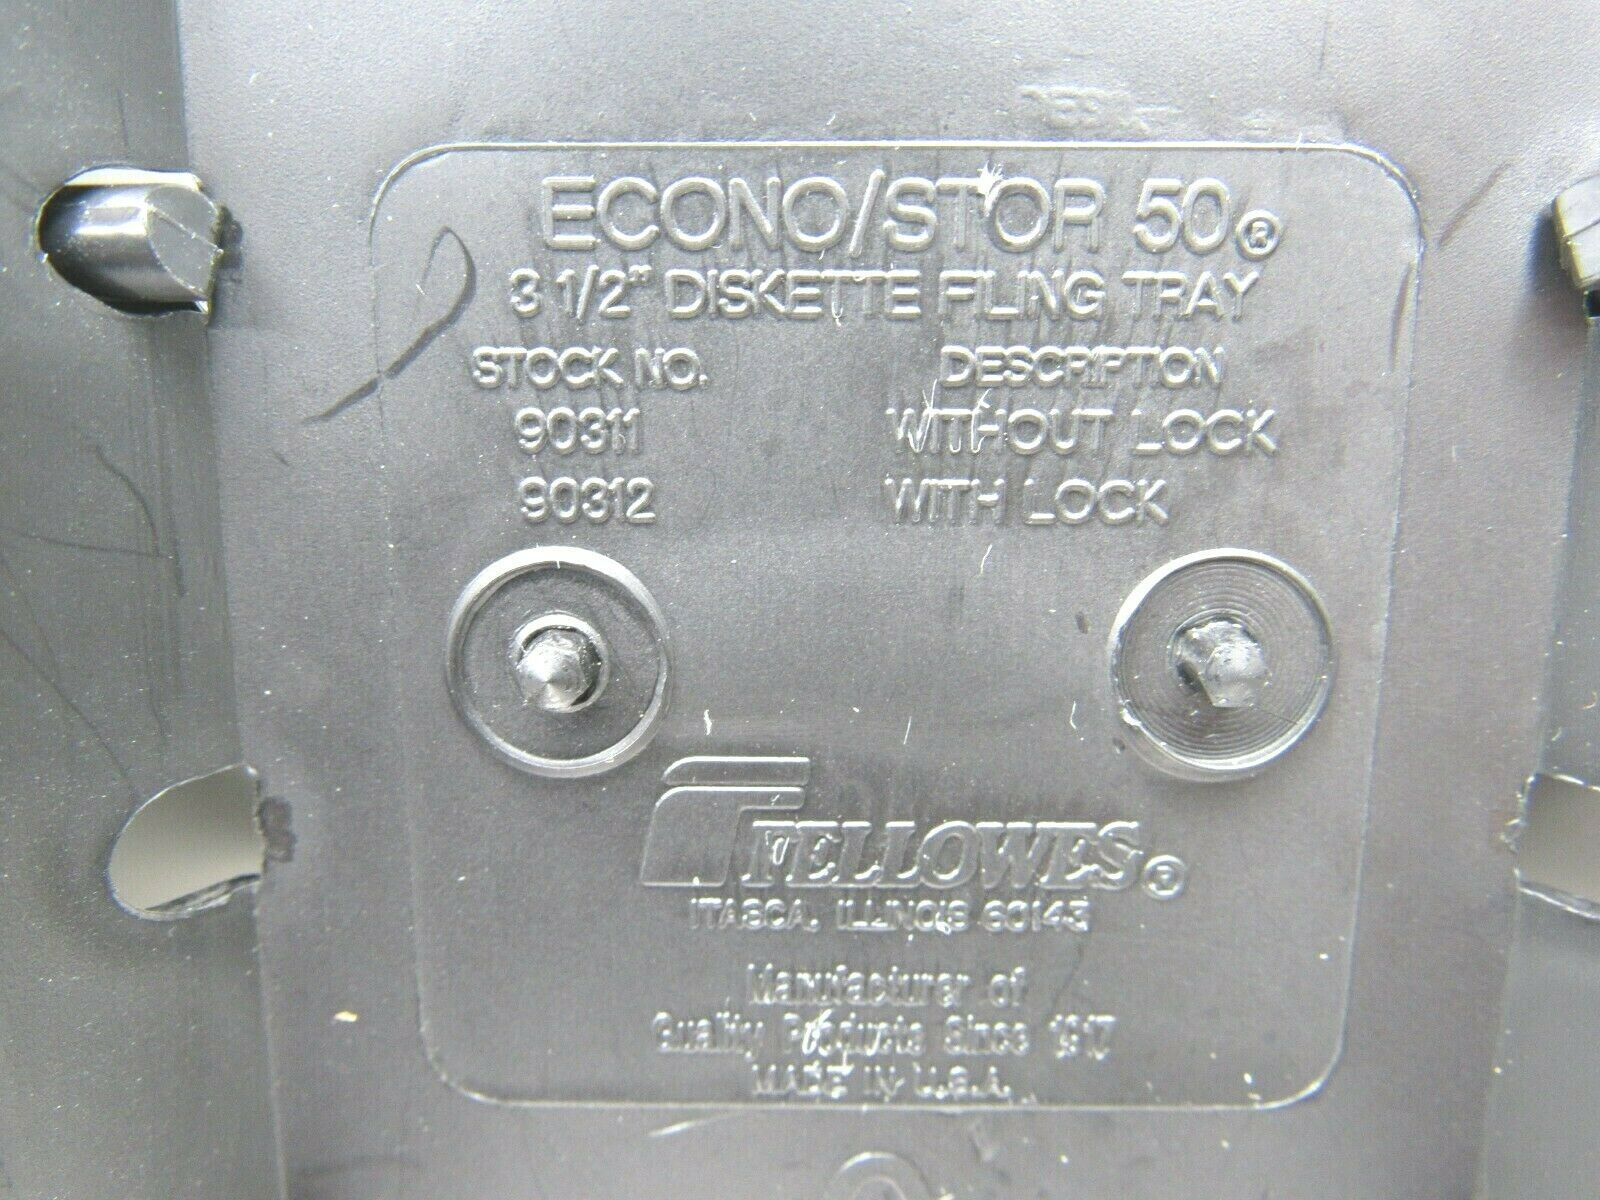 ECONO/STOR 50®
3 1/2" DISKETTE FILING TRAY
STOCK NO. DESCRIPTION
90311 WITHOUT LOCK
90312 WITH LOCK
FELLOWES®
ITASCA, ILLINOIS 60143
Manufacturer of
Quality Products Since 1917
MADE IN U.S.A.